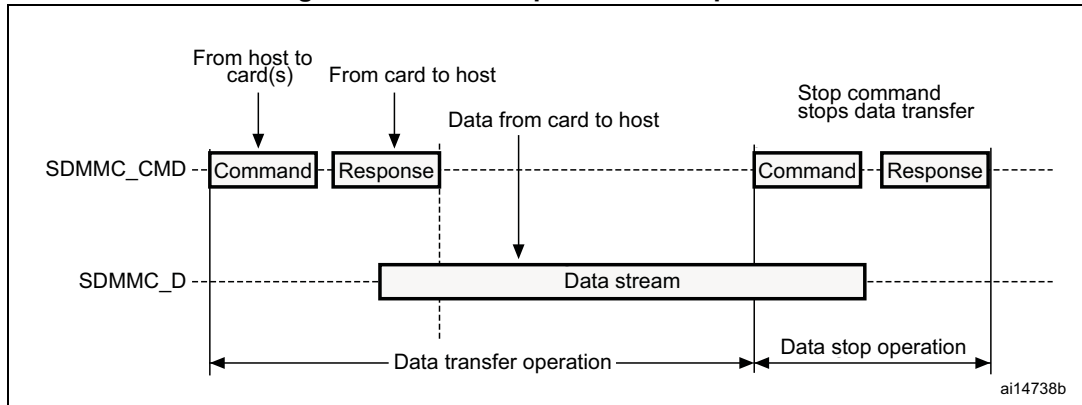 From host to
card(s)
From card to host
Data from card to host
Stop command
stops data transfer
SDMMC_CMD
Command
Response
Command
Response
SDMMC_D
Data stream
Data transfer operation
Data stop operation
ai14738b